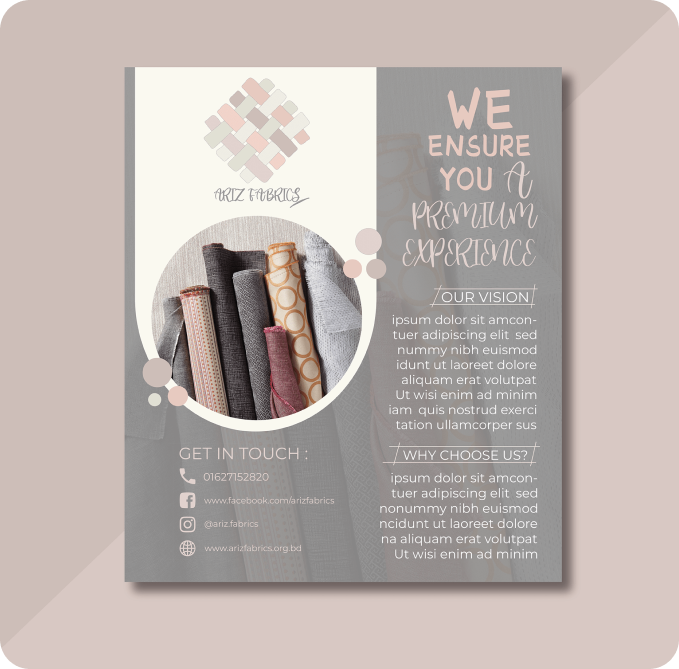 ARIZ FABRICS
WE
ENSURE
YOU A
PREMIUM
EXPERIENCE
OUR VISION
ipsum dolor sit amcon-
tuer adipiscing elit sed
nummy nibh euismod
idunt ut laoreet dolore
aliquam erat volutpat
Ut wisi enim ad minim
iam quis nostrud exerci
tation ullamcorper sus
WHY CHOOSE US?
ipsum dolor sit amcon-
tuer adipiscing elit sed
nonummy nibh euismod
ncidunt ut laoreet dolore
na aliquam erat volutpat
Ut wisi enim ad minim
GET IN TOUCH :
01627152820
www.facebook.com/arizfabrics
@ariz.fabrics
www.arizfabrics.org.bd